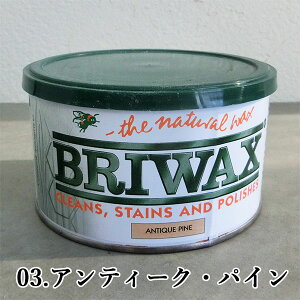 the natural wax
BRIWAX
CLEANS, STAINS AND POLISHES
ANTIQUE PINE
03.アンティーク・パイン